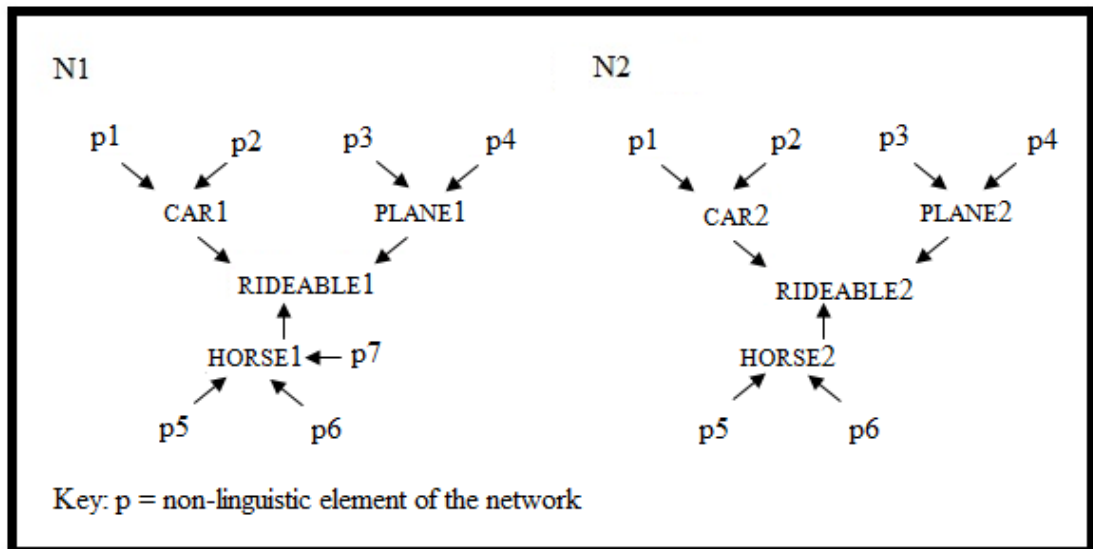 N1 N2
p1 p2 p3 p4 p1 p2 p3 p4
CAR1 PLANE1 CAR2 PLANE2
RIDEABLE1 RIDEABLE2
HORSE1 p7 HORSE2
p5 p6 p5 p6
Key: p = non-linguistic element of the network